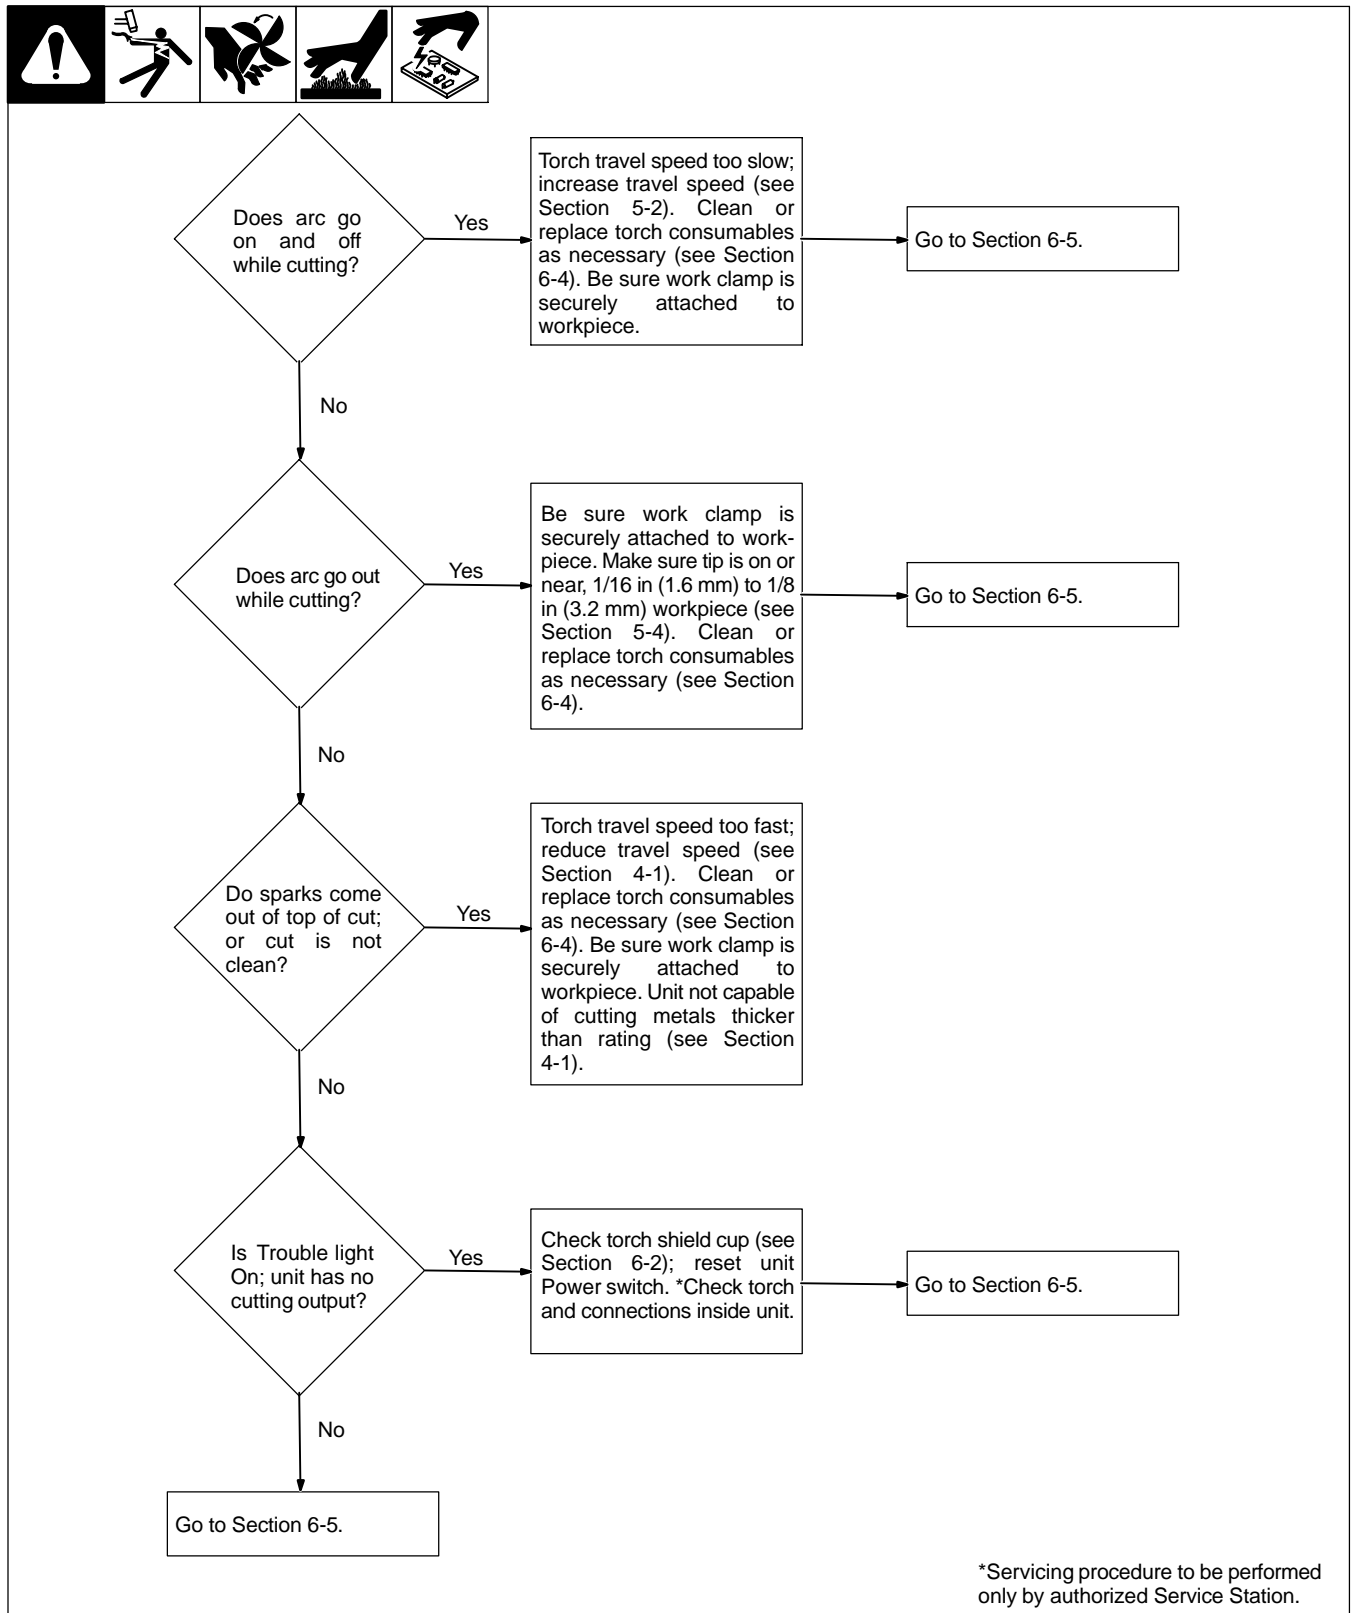 Does arc go
on and off
while cutting?
Yes
Torch travel speed too slow;
increase travel speed (see
Section 5-2). Clean or
replace torch consumables
as necessary (see Section
6-4). Be sure work clamp is
securely attached to
workpiece.
Go to Section 6-5.
No
Does arc go out
while cutting?
Yes
Be sure work clamp is
securely attached to work-
piece. Make sure tip is on or
near, 1/16 in (1.6 mm) to 1/8
in (3.2 mm) workpiece (see
Section 5-4). Clean or
replace torch consumables
as necessary (see Section
6-4).
Go to Section 6-5.
No
Do sparks come
out of top of cut;
or cut is not
clean?
Yes
Torch travel speed too fast;
reduce travel speed (see
Section 4-1). Clean or
replace torch consumables
as necessary (see Section
6-4). Be sure work clamp is
securely attached to
workpiece. Unit not capable
of cutting metals thicker
than rating (see Section
4-1).
No
Is Trouble light
On; unit has no
cutting output?
Yes
Check torch shield cup (see
Section 6-2); reset unit
Power switch. *Check torch
and connections inside unit.
Go to Section 6-5.
No
Go to Section 6-5.
*Servicing procedure to be performed
only by authorized Service Station.